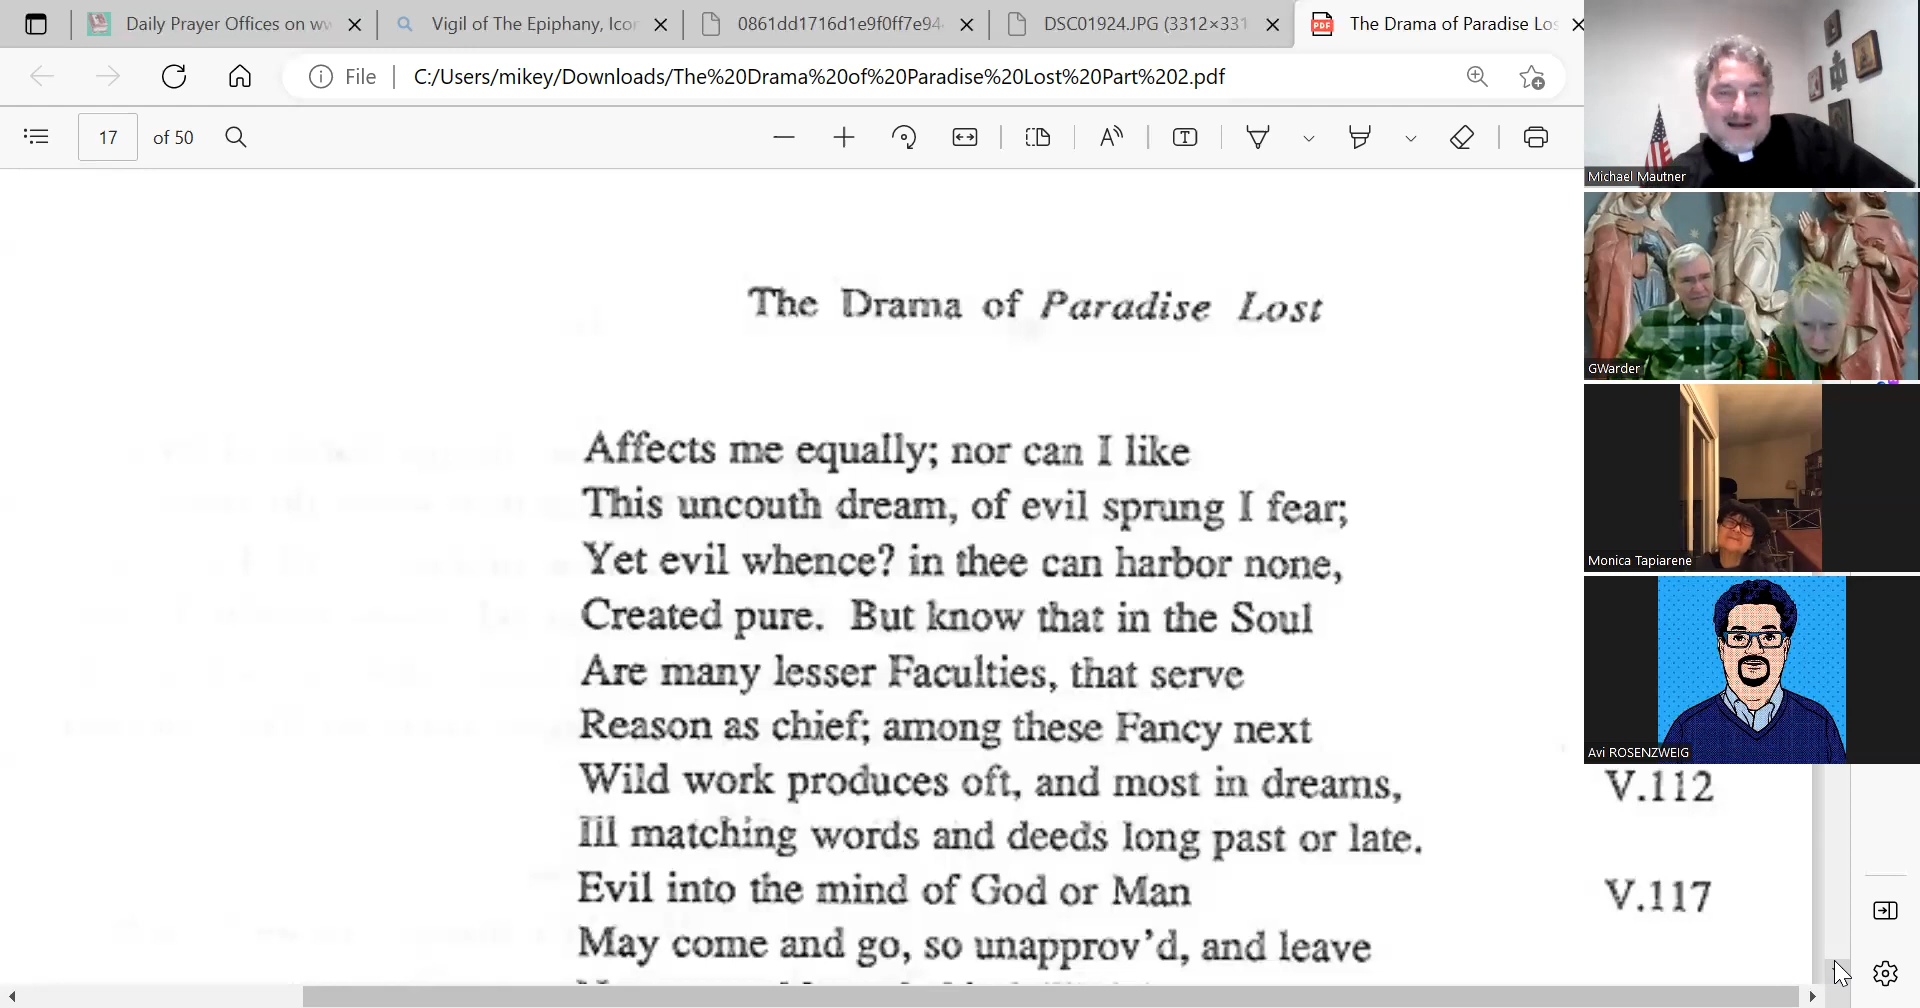 Daily Prayer Offices on ww
Vigil of The Epiphany, Icon
0861dd1716d1e9f0ff7e94
DSC01924.JPG (3312×331
PDF
The Drama of Paradise Los
File
C:/Users/mikey/Downloads/The%20Drama%20of%20Paradise%20Lost%20Part%202.pdf
17 of 50
Michael Mautner
GWarder
Monica Tapiarene
Avi ROSENZWEIG
The Drama of Paradise Lost
Affects me equally; nor can I like
This uncouth dream, of evil sprung I fear;
Yet evil whence? in thee can harbor none,
Created pure. But know that in the Soul
Are many lesser Faculties, that serve
Reason as chief; among these Fancy next
Wild work produces oft, and most in dreams, V.112
Ill matching words and deeds long past or late.
Evil into the mind of God or Man V.117
May come and go, so unapprov'd, and leave